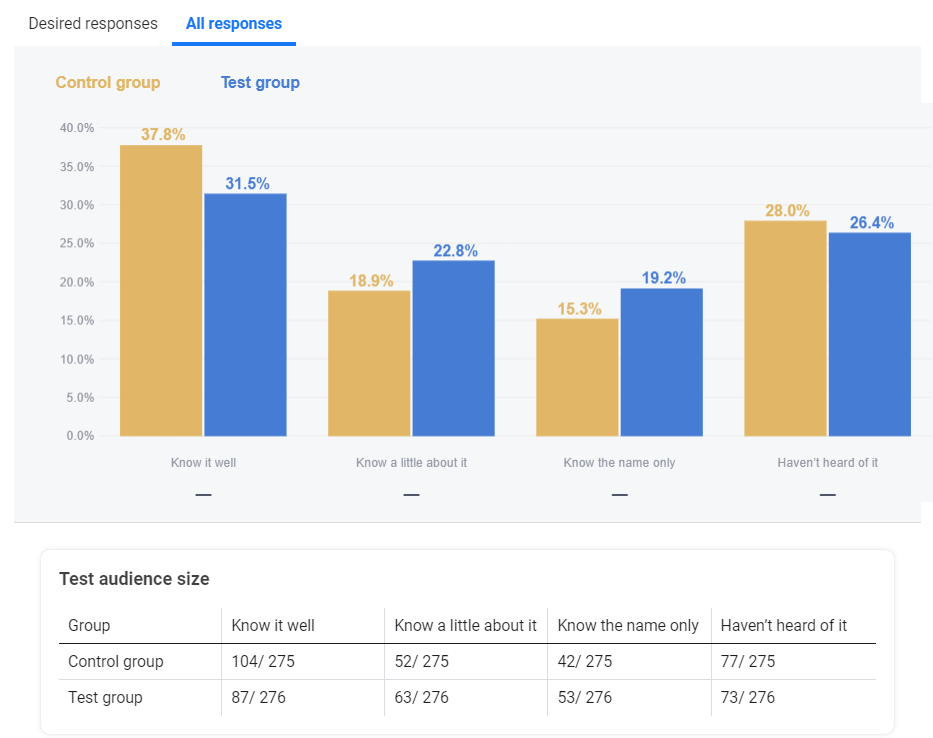 Desired responses All responses
Control group Test group
40.0%
35.0%
30.0%
25.0%
20.0%
15.0%
10.0%
5.0%
0.0%
37.8% 31.5% 18.9% 22.8% 15.3% 19.2% 28.0% 26.4%
Know it well Know a little about it Know the name only Haven't heard of it
— — — —
Test audience size
Group Know it well Know a little about it Know the name only Haven't heard of it
Control group 104/ 275 52/ 275 42/ 275 77/ 275
Test group 87/ 276 63/ 276 53/ 276 73/ 276